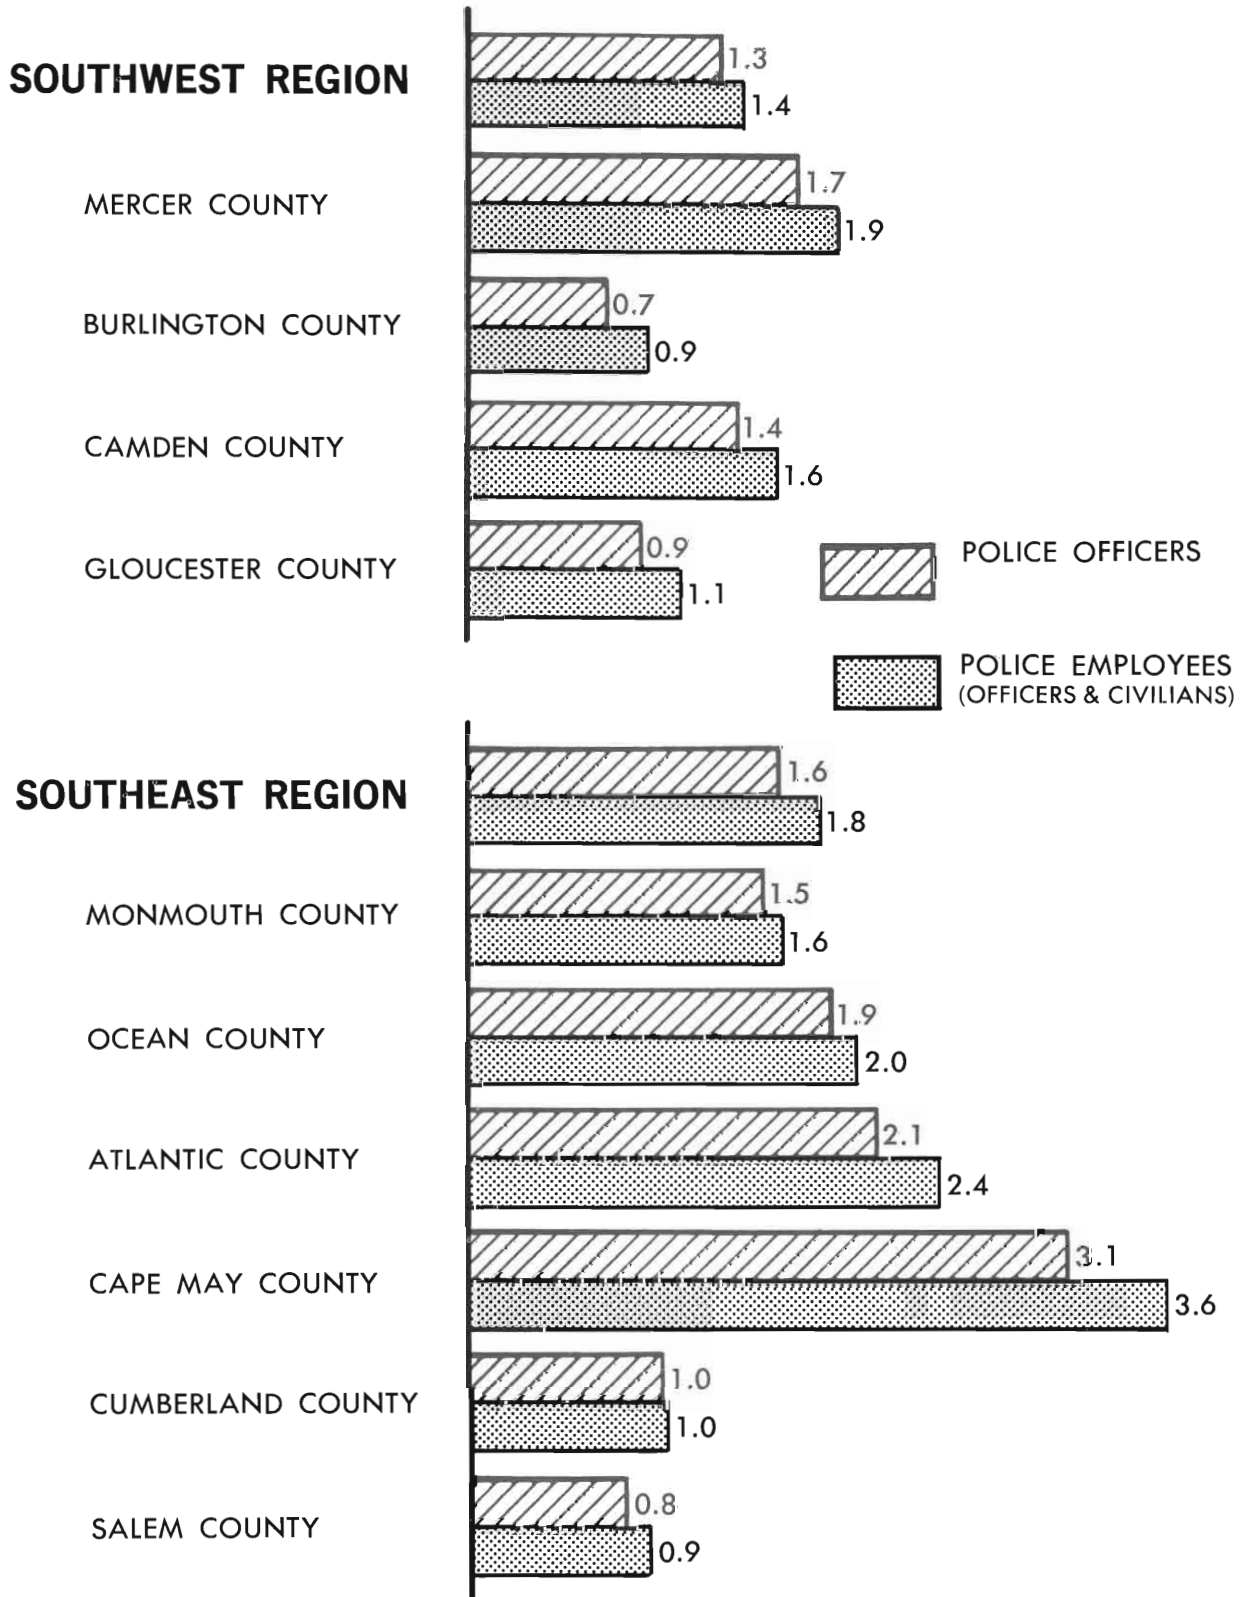 1.3
SOUTHWEST REGION
1.4
1.7
MERCER COUNTY
1.9
0.7
BURLINGTON COUNTY
0.9
1.4
CAMDEN COUNTY
1.6
0.9
GLOUCESTER COUNTY
1.1
POLICE OFFICERS
POLICE EMPLOYEES
(OFFICERS & CIVILIANS)
1.6
SOUTHEAST REGION
1.8
1.5
MONMOUTH COUNTY
1.6
1.9
OCEAN COUNTY
2.0
2.1
ATLANTIC COUNTY
2.4
3.1
CAPE MAY COUNTY
3.6
1.0
CUMBERLAND COUNTY
1.0
0.8
SALEM COUNTY
0.9